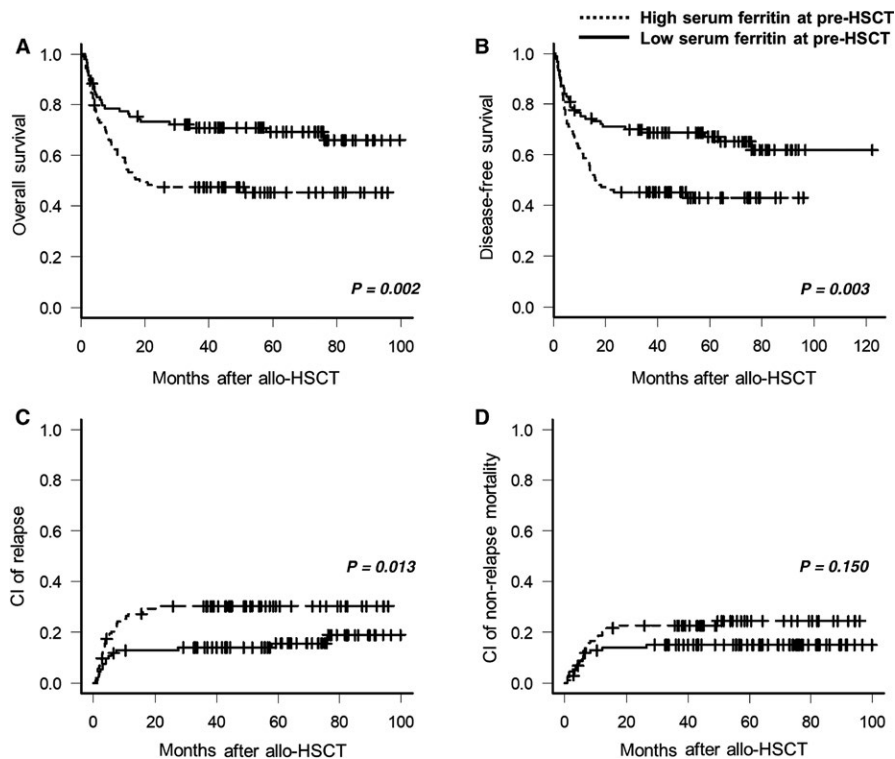 High serum ferritin at pre-HSCT
Low serum ferritin at pre-HSCT
A
Overall survival
1.0
0.8
0.6
0.4
0.2
0.0
P = 0.002
0 20 40 60 80 100
Months after allo-HSCT
B
Disease-free survival
1.0
0.8
0.6
0.4
0.2
0.0
P = 0.003
0 20 40 60 80 100 120
Months after allo-HSCT
C
CI of relapse
1.0
0.8
0.6
0.4
0.2
0.0
P = 0.013
0 20 40 60 80 100
Months after allo-HSCT
D
CI of non-relapse mortality
1.0
0.8
0.6
0.4
0.2
0.0
P = 0.150
0 20 40 60 80 100
Months after allo-HSCT